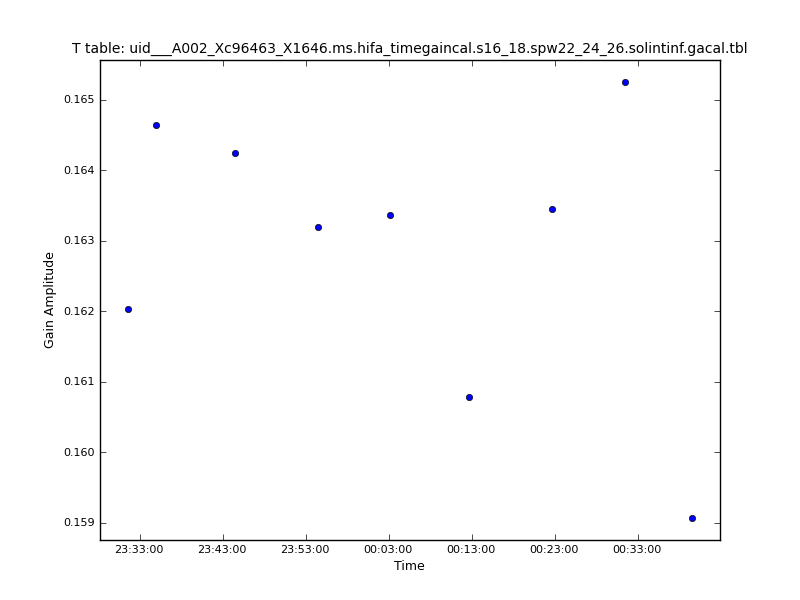 T table: uid___A002_Xc96463_X1646.ms.hifa_timegaincal.s16_18.spw22_24_26.solintinf.gacal.tbl
0.165
0.164
0.163
0.162
0.161
0.160
0.159
Gain Amplitude
23:33:00 23:43:00 23:53:00 00:03:00 00:13:00 00:23:00 00:33:00
Time